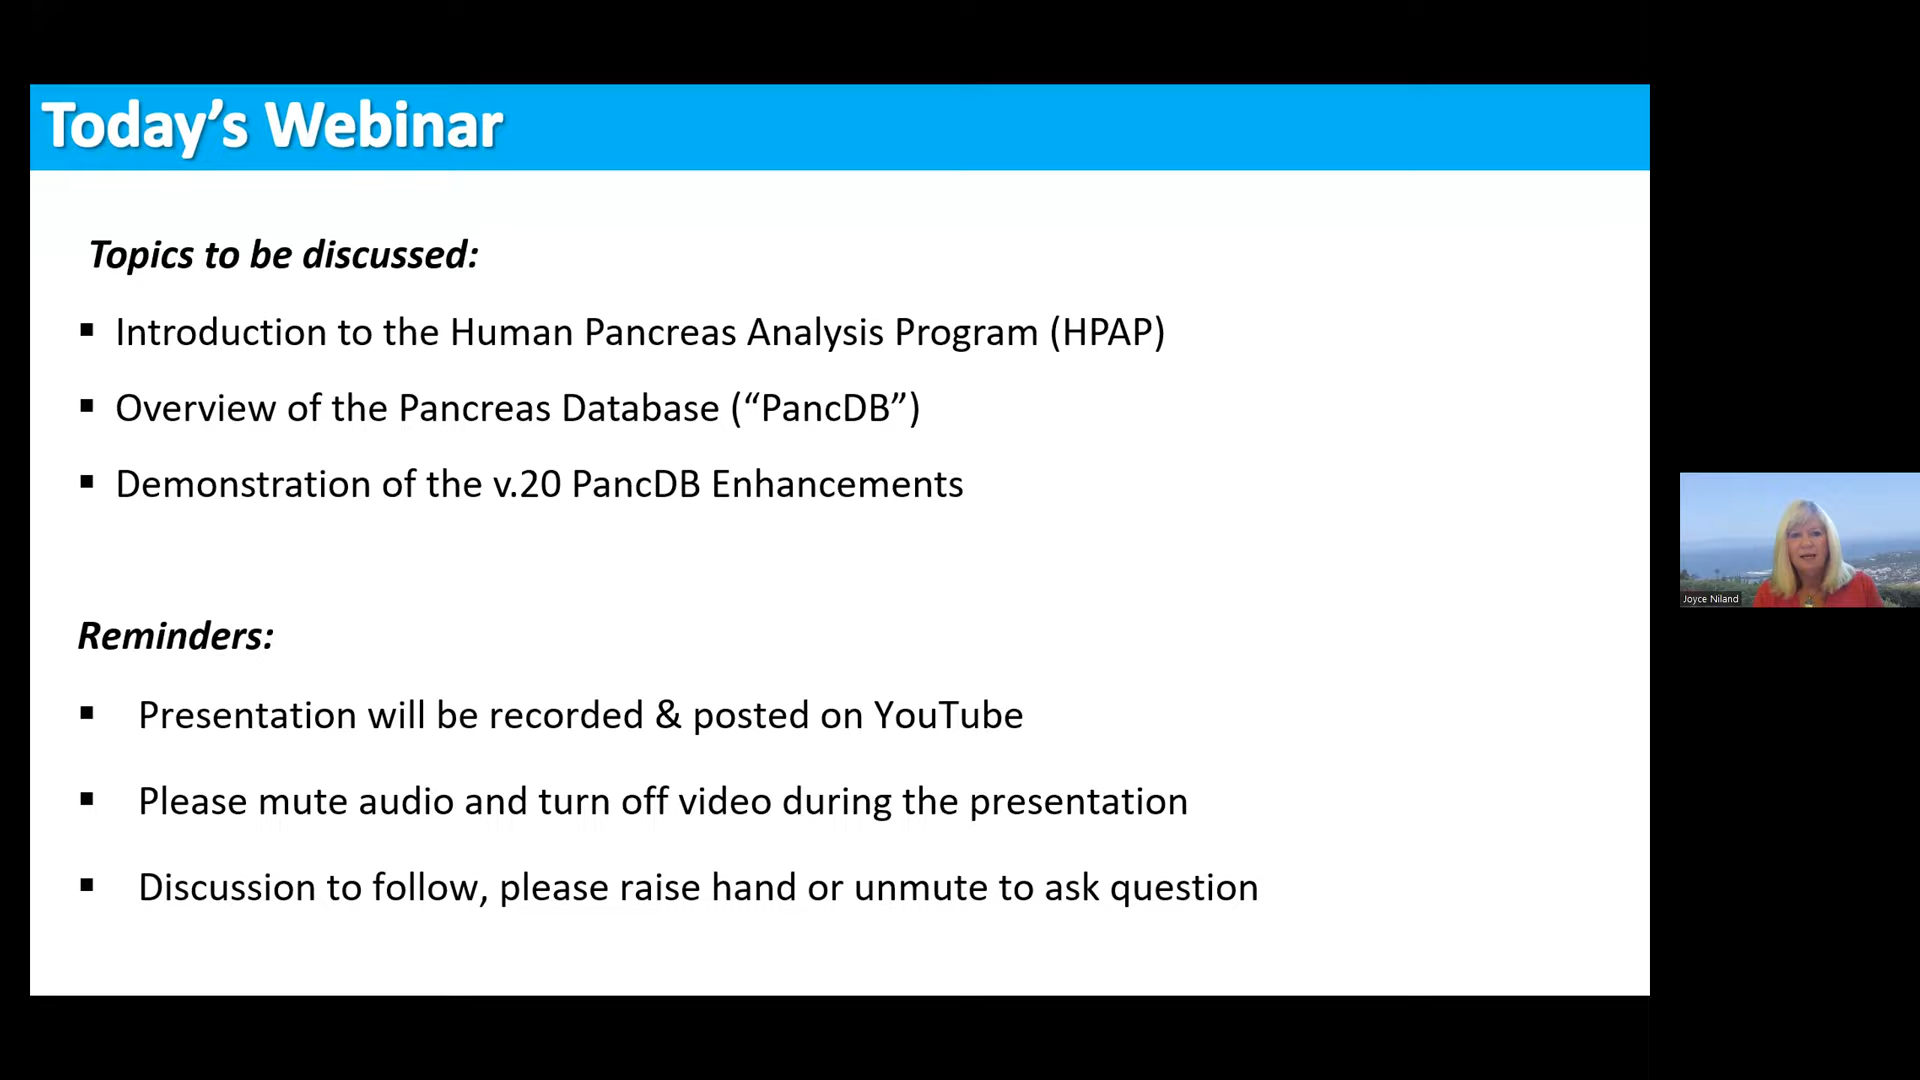 Today’s Webinar
Topics to be discussed:
▪ Introduction to the Human Pancreas Analysis Program (HPAP)
▪ Overview of the Pancreas Database (“PancDB”)
▪ Demonstration of the v.20 PancDB Enhancements
Reminders:
▪ Presentation will be recorded & posted on YouTube
▪ Please mute audio and turn off video during the presentation
▪ Discussion to follow, please raise hand or unmute to ask question
Joyce Niland